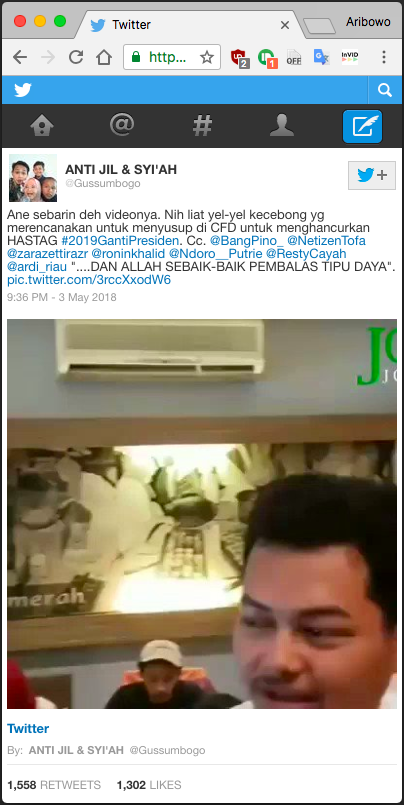 Twitter
Aribowo
http...
2
1
OFF
InVID
ANTI JIL & SYI'AH
@Gussumbogo
Ane sebarin deh videonya. Nih liat yel-yel kecebong yg
merencanakan untuk menyusup di CFD untuk menghancurkan
HASTAG #2019GantiPresiden. Cc. @BangPino_ @NetizenTofa
@zarazettirazr @roninkhalid @Ndoro__Putrie @RestyCayah
@ardi_riau "....DAN ALLAH SEBAIK-BAIK PEMBALAS TIPU DAYA".
pic.twitter.com/3rccXxodW6
9:36 PM - 3 May 2018
merah
Twitter
By: ANTI JIL & SYI'AH @Gussumbogo
1,558 RETWEETS 1,302 LIKES